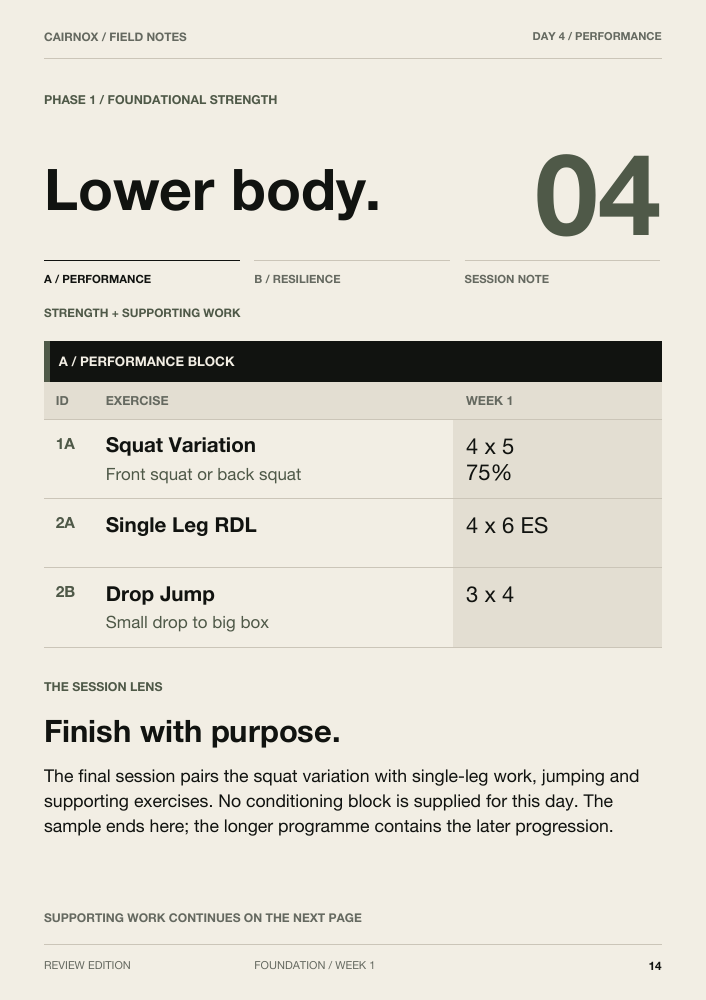 CAIRNOX / FIELD NOTES
DAY 4 / PERFORMANCE
PHASE 1 / FOUNDATIONAL STRENGTH
Lower body.
04
A / PERFORMANCE
B / RESILIENCE
SESSION NOTE
STRENGTH + SUPPORTING WORK
A / PERFORMANCE BLOCK
ID EXERCISE WEEK 1
1A Squat Variation 4 x 5
Front squat or back squat 75%
2A Single Leg RDL 4 x 6 ES
2B Drop Jump 3 x 4
Small drop to big box
THE SESSION LENS
Finish with purpose.
The final session pairs the squat variation with single-leg work, jumping and
supporting exercises. No conditioning block is supplied for this day. The
sample ends here; the longer programme contains the later progression.
SUPPORTING WORK CONTINUES ON THE NEXT PAGE
REVIEW EDITION
FOUNDATION / WEEK 1
14